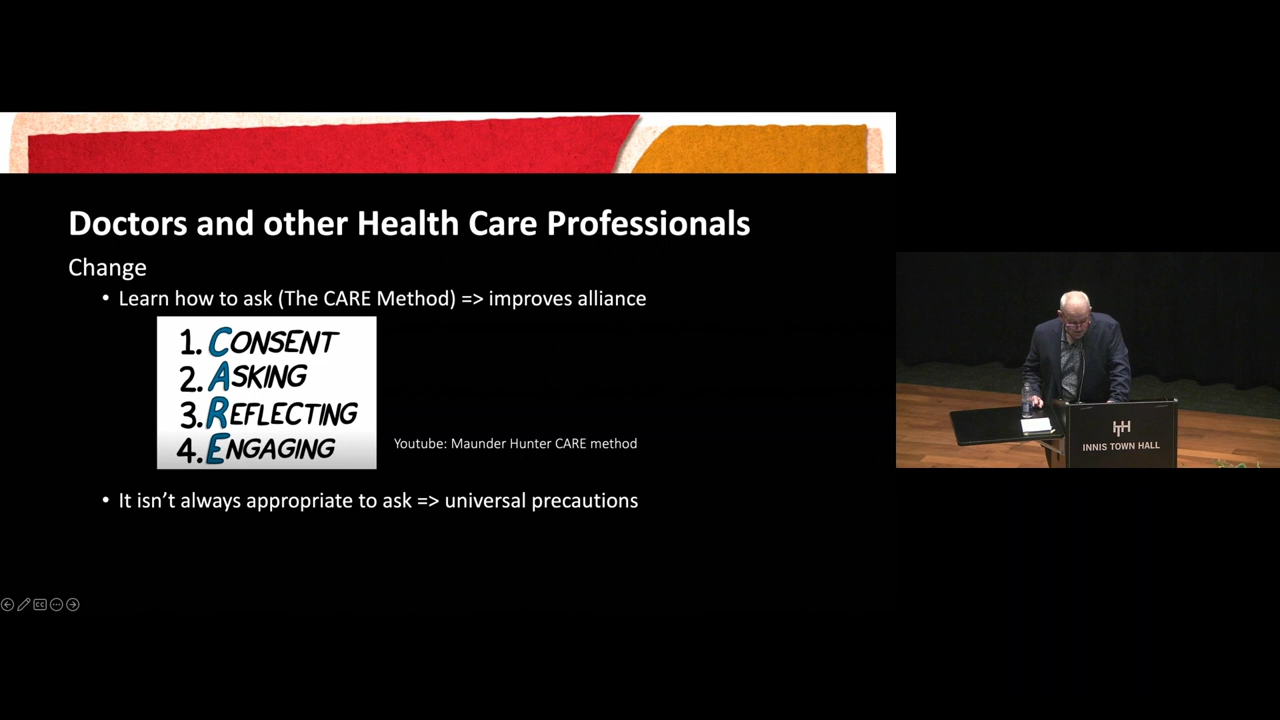 Doctors and other Health Care Professionals
Change
• Learn how to ask (The CARE Method) => improves alliance
1. CONSENT
2. ASKING
3. REFLECTING
4. ENGAGING
Youtube: Maunder Hunter CARE method
• It isn't always appropriate to ask => universal precautions
INNIS TOWN HALL